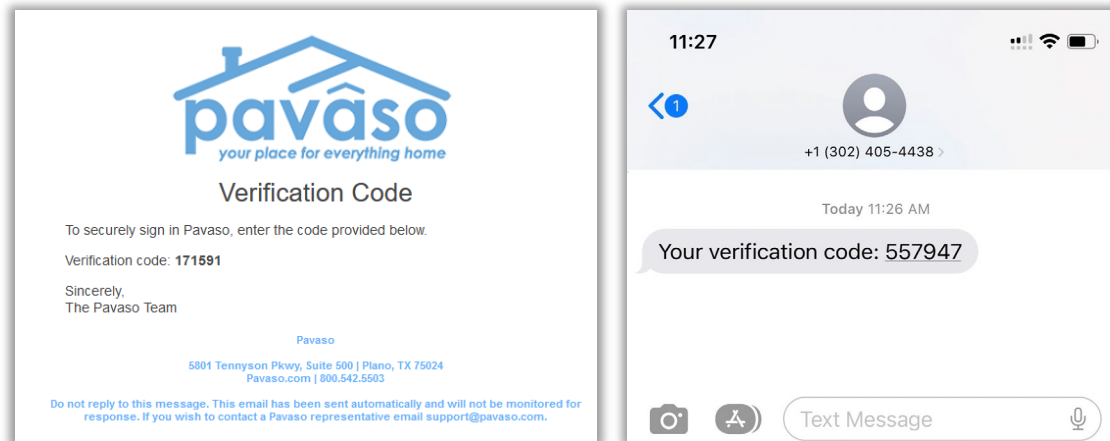 pavâso
your place for everything home
Verification Code
To securely sign in Pavaso, enter the code provided below.
Verification code: 171591
Sincerely,
The Pavaso Team
Pavaso
5801 Tennyson Pkwy, Suite 500 | Plano, TX 75024
Pavaso.com | 800.542.5503
Do not reply to this message. This email has been sent automatically and will not be monitored for
response. If you wish to contact a Pavaso representative email support@pavaso.com.
11:27
1
+1 (302) 405-4438
Today 11:26 AM
Your verification code: 557947
Text Message